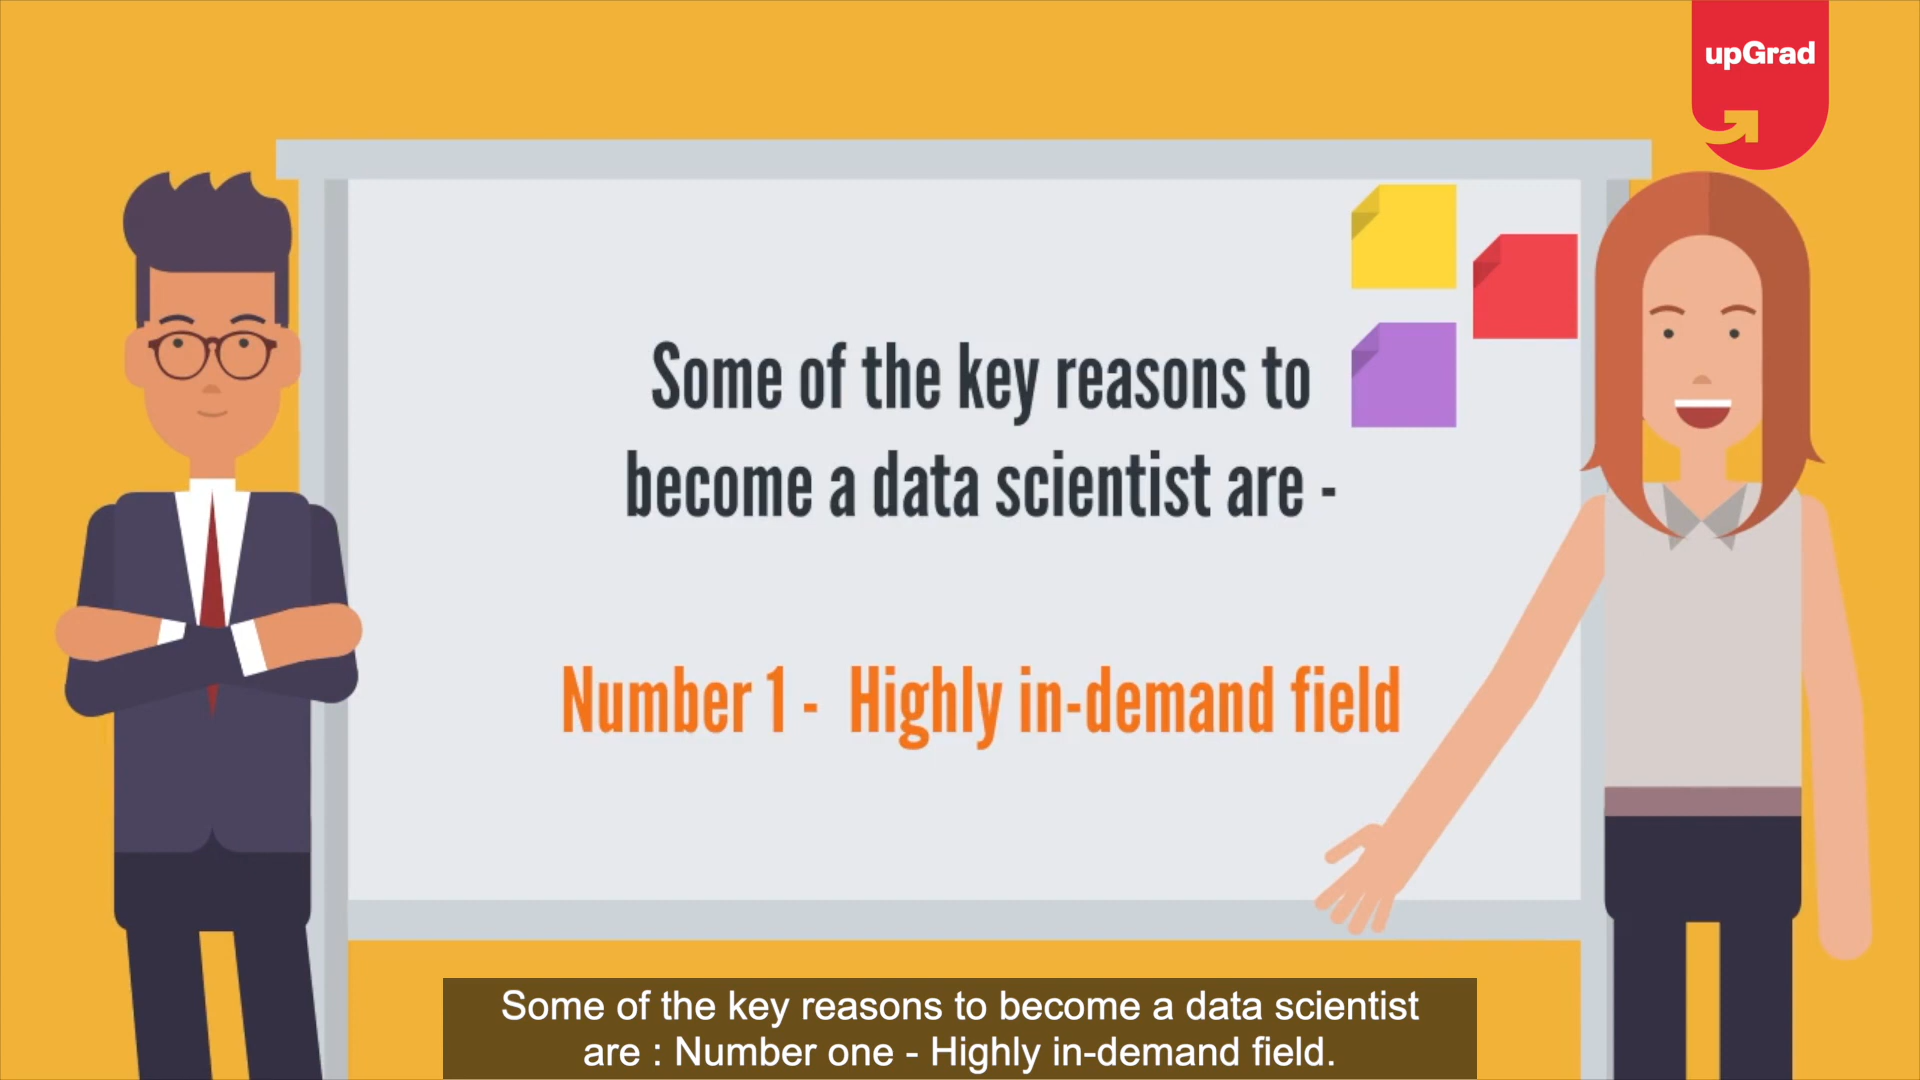 upGrad
Some of the key reasons to
become a data scientist are -
Number 1 - Highly in-demand field
Some of the key reasons to become a data scientist
are : Number one - Highly in-demand field.